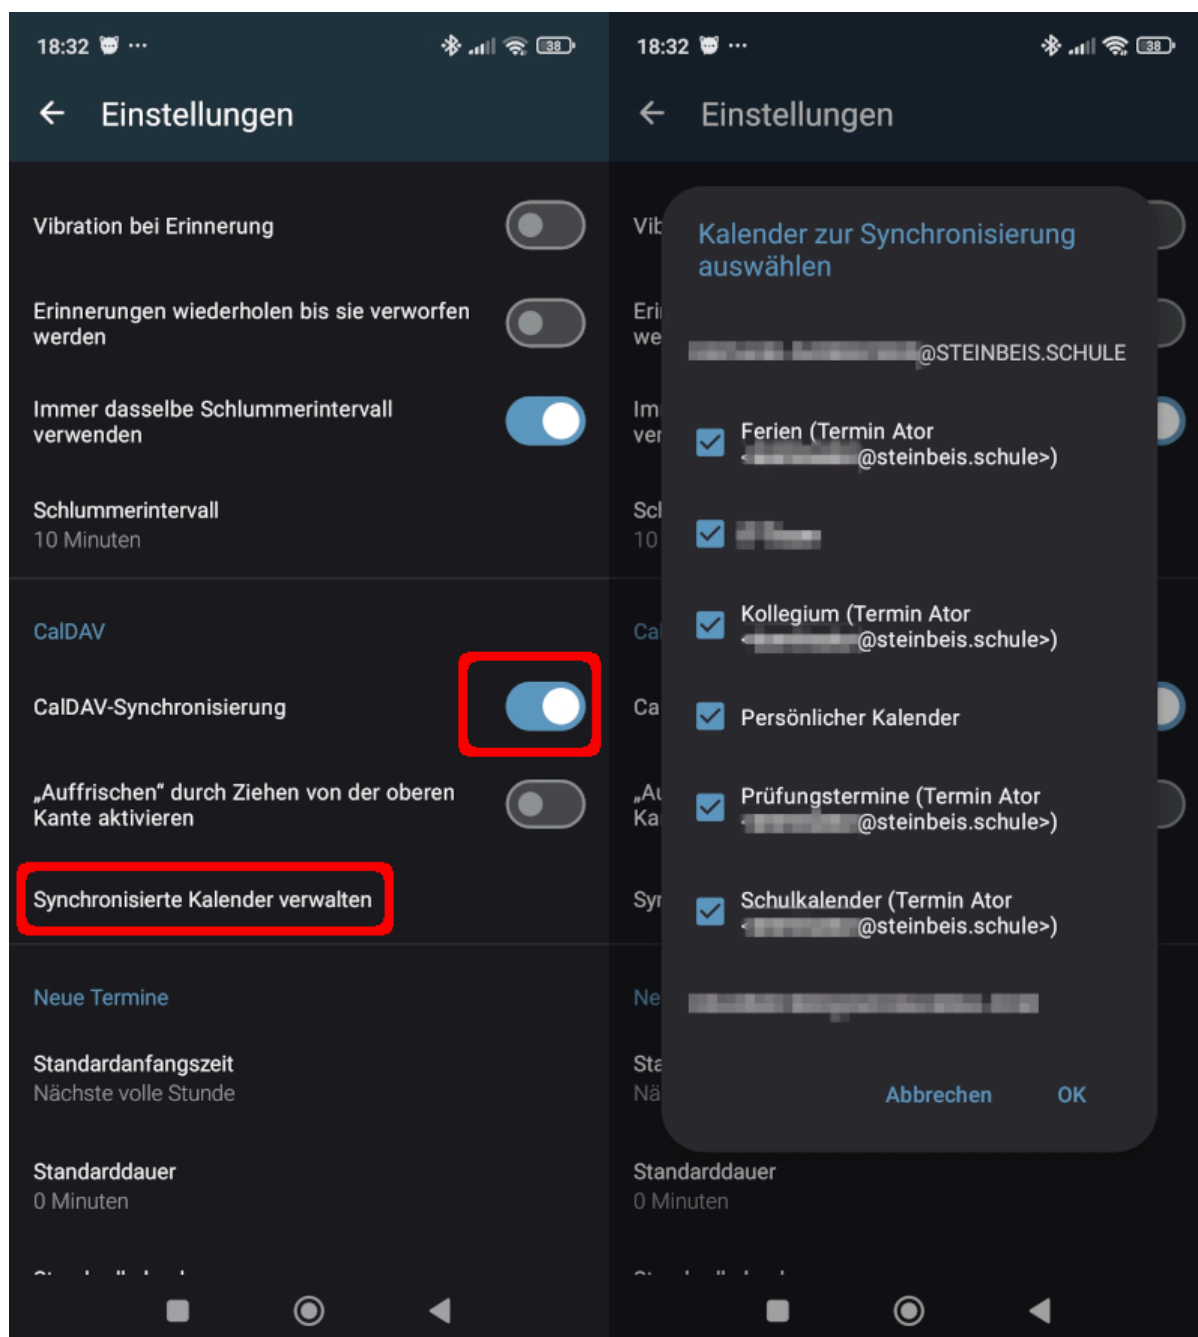 18:32 ...
38
Einstellungen
Vibration bei Erinnerung
Erinnerungen wiederholen bis sie verworfen
werden
Immer dasselbe Schlummerintervall
verwenden
Schlummerintervall
10 Minuten
CalDAV
CalDAV-Synchronisierung
„Auffrischen“ durch Ziehen von der oberen
Kante aktivieren
Synchronisierte Kalender verwalten
Neue Termine
Standardanfangszeit
Nächste volle Stunde
Standarddauer
0 Minuten
18:32 ...
38
Einstellungen
Kalender zur Synchronisierung
auswählen
@STEINBEIS.SCHULE
Ferien (Termin Ator
<@steinbeis.schule>)
Kollegium (Termin Ator
<@steinbeis.schule>)
Persönlicher Kalender
Prüfungstermine (Termin Ator
<@steinbeis.schule>)
Schulkalender (Termin Ator
<@steinbeis.schule>)
Abbrechen OK
Standarddauer
0 Minuten